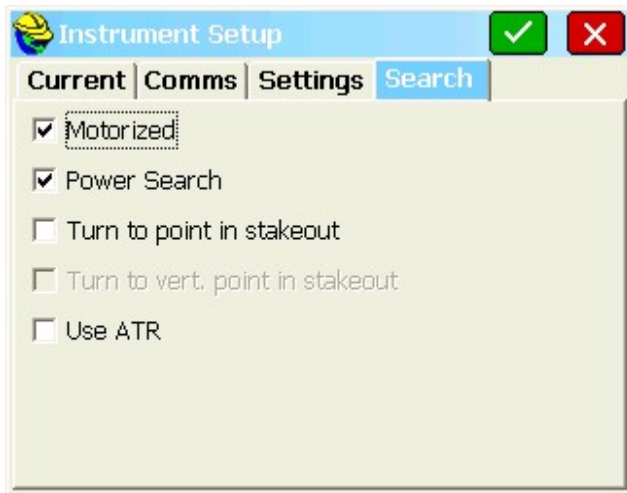 Instrument Setup
Current Comms Settings Search
Motorized
Power Search
Turn to point in stakeout
Turn to vert. point in stakeout
Use ATR